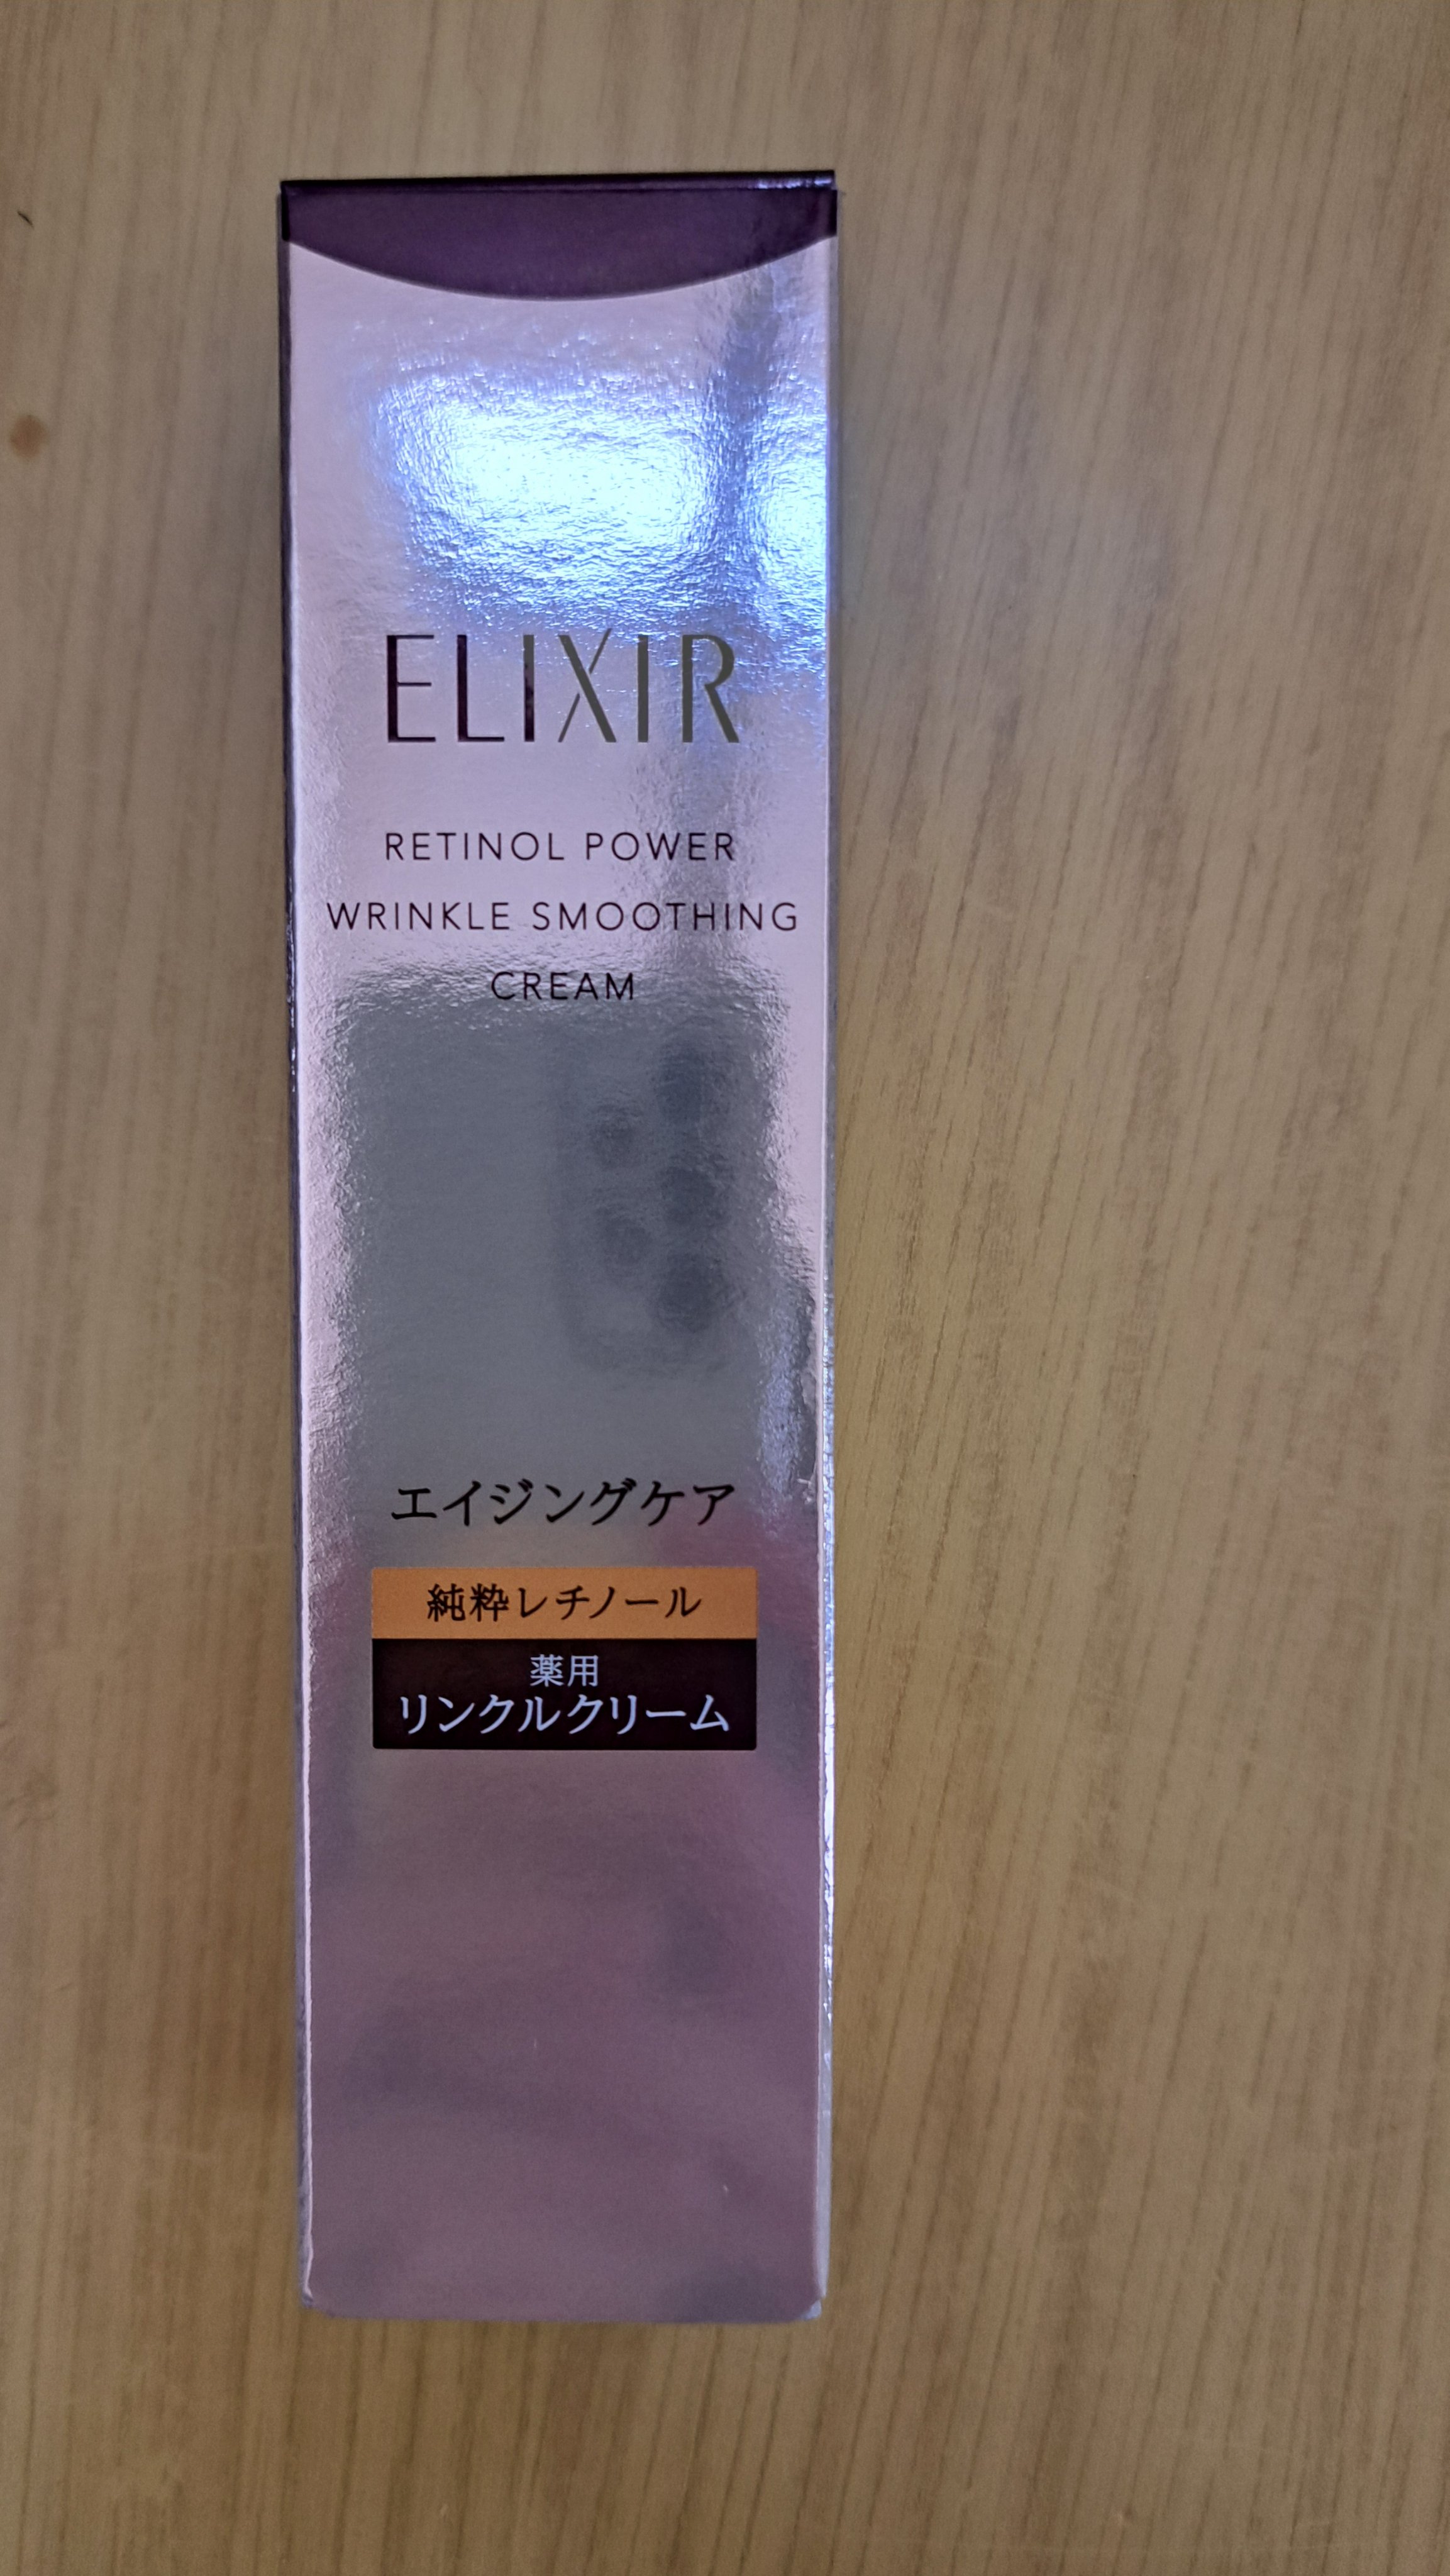 ELIXIR
RETINOL POWER
WRINKLE SMOOTHING
CREAM
エイジングケア
純粋レチノール
薬用
リンクルクリーム